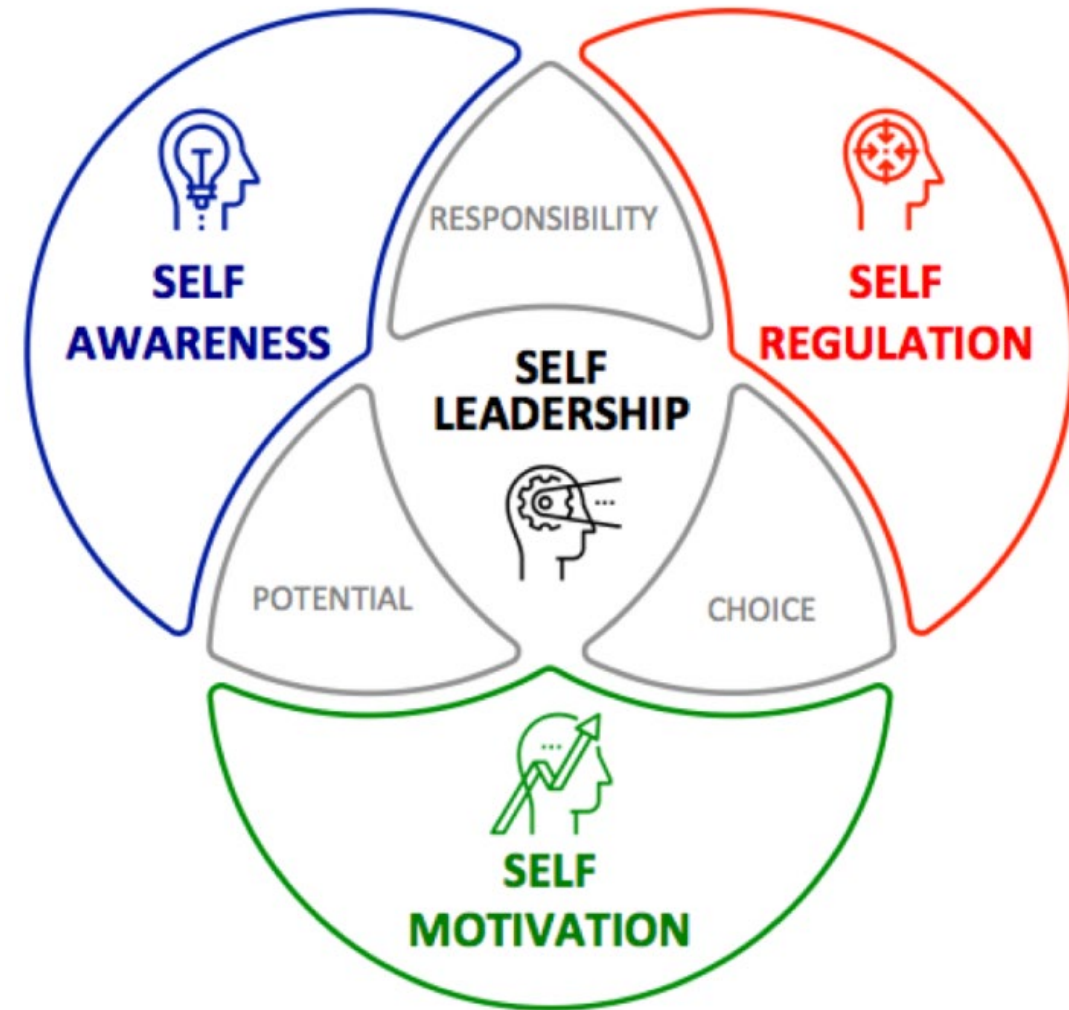 RESPONSIBILITY
SELF
AWARENESS
SELF
REGULATION
SELF
LEADERSHIP
POTENTIAL
CHOICE
SELF
MOTIVATION